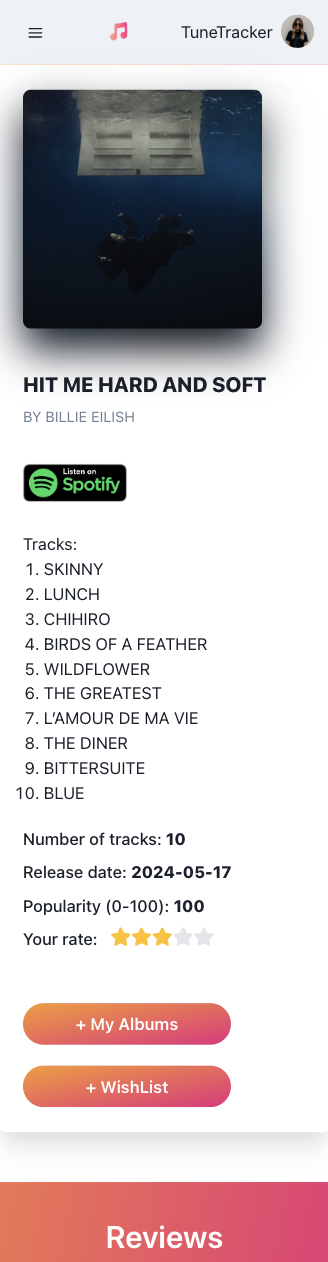 TuneTracker
HIT ME HARD AND SOFT
BY BILLIE EILISH
Listen on
Spotify
Tracks:
1. SKINNY
2. LUNCH
3. CHIHIRO
4. BIRDS OF A FEATHER
5. WILDFLOWER
6. THE GREATEST
7. L’AMOUR DE MA VIE
8. THE DINER
9. BITTERSUITE
10. BLUE
Number of tracks: 10
Release date: 2024-05-17
Popularity (0-100): 100
Your rate:
+ My Albums
+ WishList
Reviews